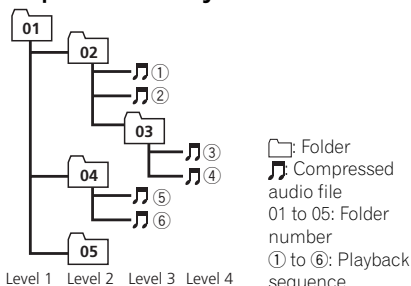 01
02
①
②
03
③
④
04
⑤
⑥
05
Level 1 Level 2 Level 3 Level 4
: Folder
: Compressed
audio file
01 to 05: Folder
number
① to ⑥: Playback
sequence